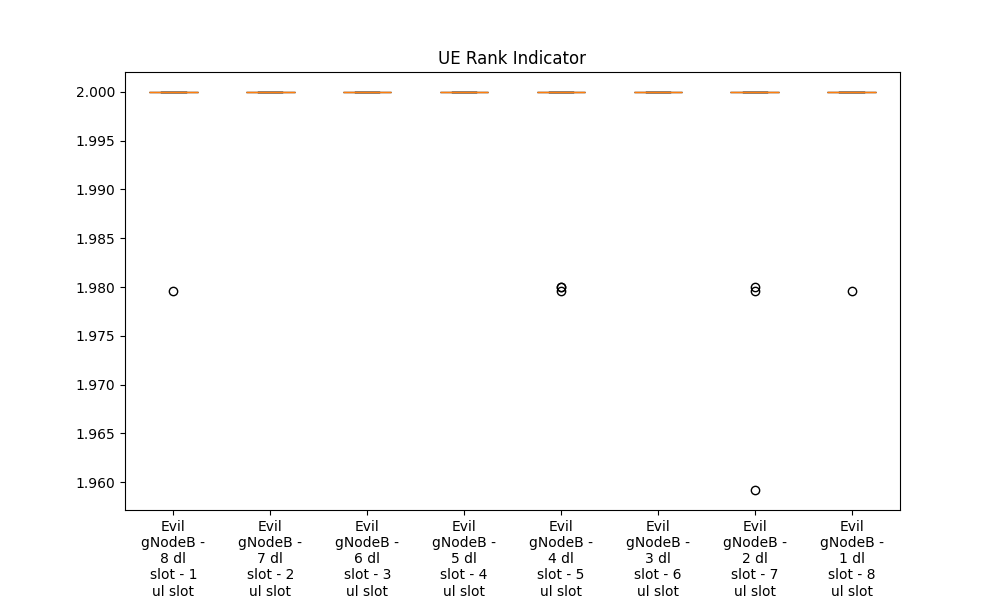 UE Rank Indicator
2.000
1.995
1.990
1.985
1.980
1.975
1.970
1.965
1.960
Evil
gNodeB -
8 dl
slot - 1
ul slot
Evil
gNodeB -
7 dl
slot - 2
ul slot
Evil
gNodeB -
6 dl
slot - 3
ul slot
Evil
gNodeB -
5 dl
slot - 4
ul slot
Evil
gNodeB -
4 dl
slot - 5
ul slot
Evil
gNodeB -
3 dl
slot - 6
ul slot
Evil
gNodeB -
2 dl
slot - 7
ul slot
Evil
gNodeB -
1 dl
slot - 8
ul slot